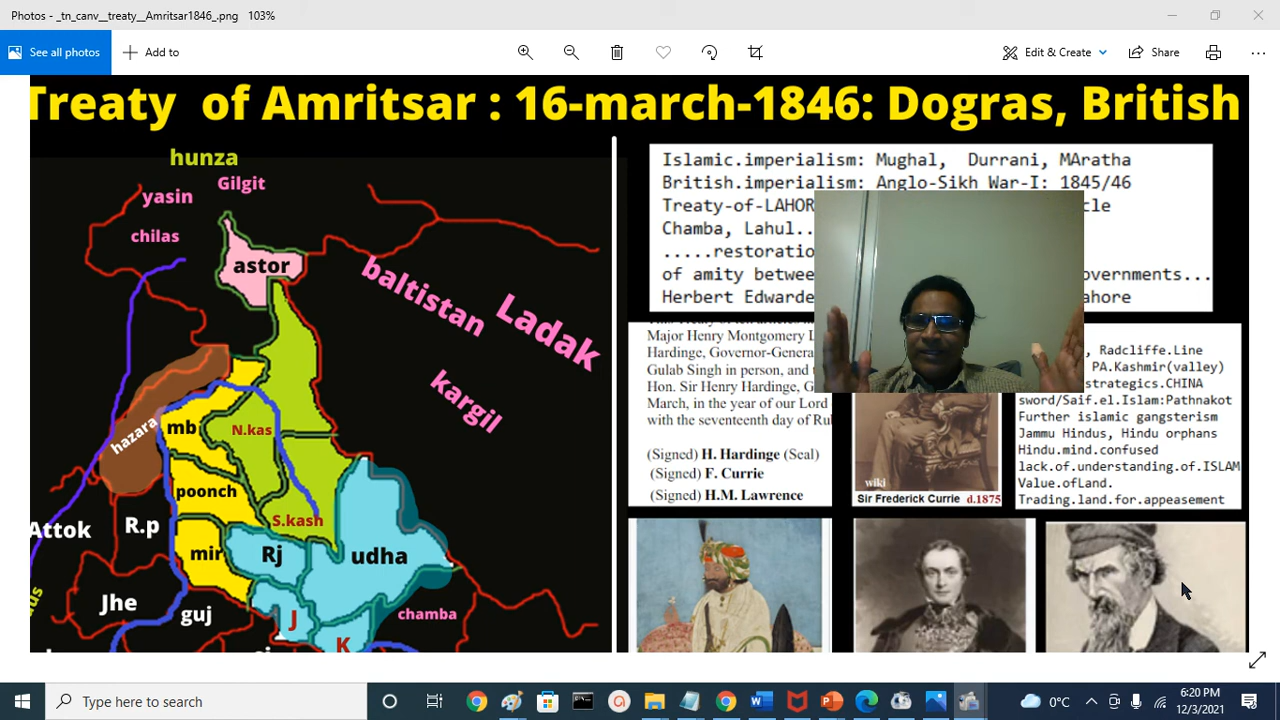 Photos - _tn_canv__treaty__Amritsar1846_.png 103%
See all photos
Add to
Edit & Create
Share
Treaty of Amritsar : 16-march-1846: Dogras, British
hunza
Gilgit
yasin
chilas
astor
baltistan
Ladak
kargil
hazara
mb
N.kas
poonch
S.kash
Attok
R.p
mir
Rj
udha
Jhe
guj
J
chamba
K
Islamic.imperialism: Mughal, Durrani, MAratha
British.imperialism: Anglo-Sikh War-I: 1845/46
Treaty-of-LAHOR
Chamba, Lahul..
.....restoratio
of amity betwee overnments...
Herbert Edwarde ahore
Major Henry Montgomery L
Hardinge, Governor-Genera
Gulab Singh in person, and
Hon. Sir Henry Hardinge, G
March, in the year of our Lord
with the seventeenth day of Ru
(Signed) H. Hardinge (Seal)
(Signed) F. Currie
(Signed) H.M. Lawrence
wiki
Sir Frederick Currie d.1875
, Radcliffe.Line
PA.Kashmir(valley)
strategics.CHINA
sword/Saif.el.Islam:Pathnakot
Further islamic gangsterism
Jammu Hindus, Hindu orphans
Hindu.mind.confused
lack.of.understanding.of.ISLAM
Value.ofLand.
Trading.land.for.appeasement
Type here to search
0°C
6:20 PM
12/3/2021